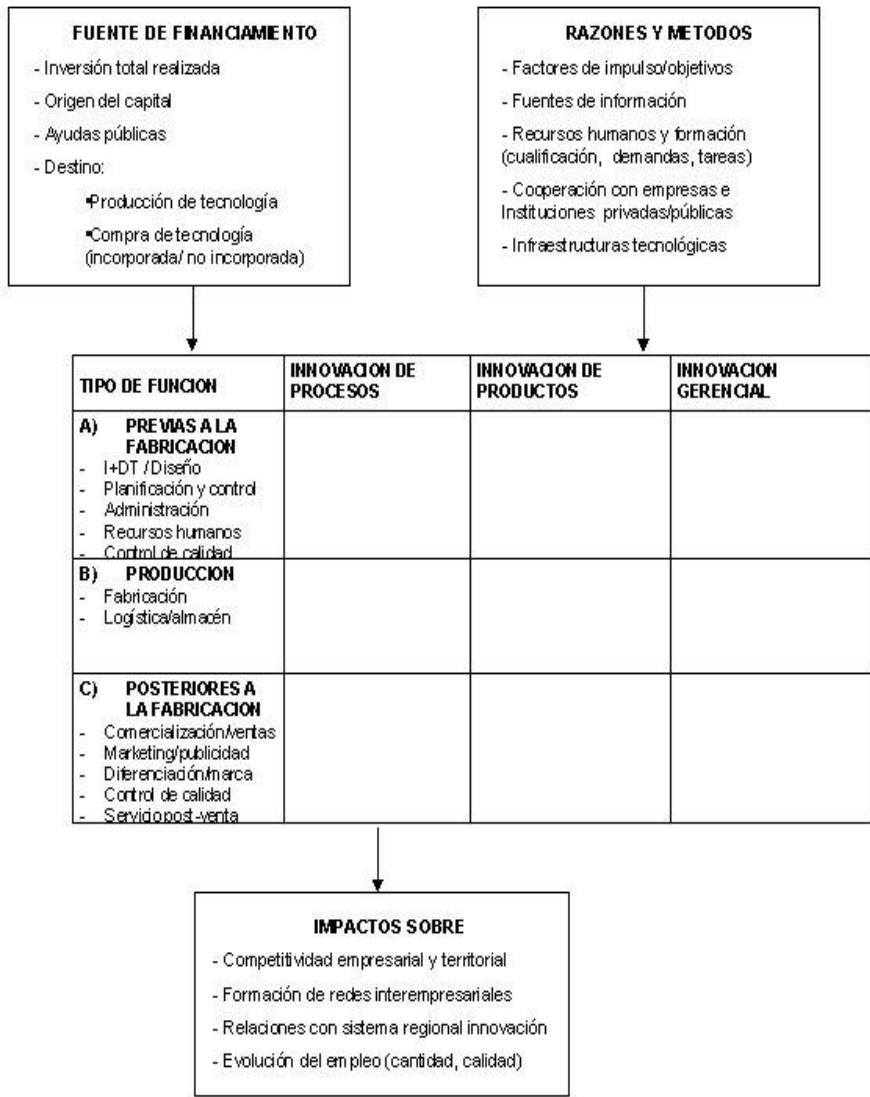 FUENTE DE FINANCIAMIENTO
- Inversión total realizada
- Origen del capital
- Ayudas públicas
- Destino:
•Producción de tecnología
•Compra de tecnología
(incorporada/ no incorporada)
RAZONES Y METODOS
- Factores de impulso/objetivos
- Fuentes de información
- Recursos humanos y formación
(cualificación, demandas, tareas)
- Cooperación con empresas e
Instituciones privadas/públicas
- Infraestructuras tecnológicas
TIPO DE FUNCION
INNOVACION DE
PROCESOS
INNOVACION DE
PRODUCTOS
INNOVACION
GERENCIAL
A) PREVIAS A LA
FABRICACION
- I+DT / Diseño
- Planificación y control
- Administración
- Recursos humanos
- Control de calidad
B) PRODUCCION
- Fabricación
- Logística/almacén
C) POSTERIORES A
LA FABRICACION
- Comercialización/ventas
- Marketing/publicidad
- Diferenciación/marca
- Control de calidad
- Servicio post-venta
IMPACTOS SOBRE
- Competitividad empresarial y territorial
- Formación de redes interempresariales
- Relaciones con sistema regional innovación
- Evolución del empleo (cantidad, calidad)